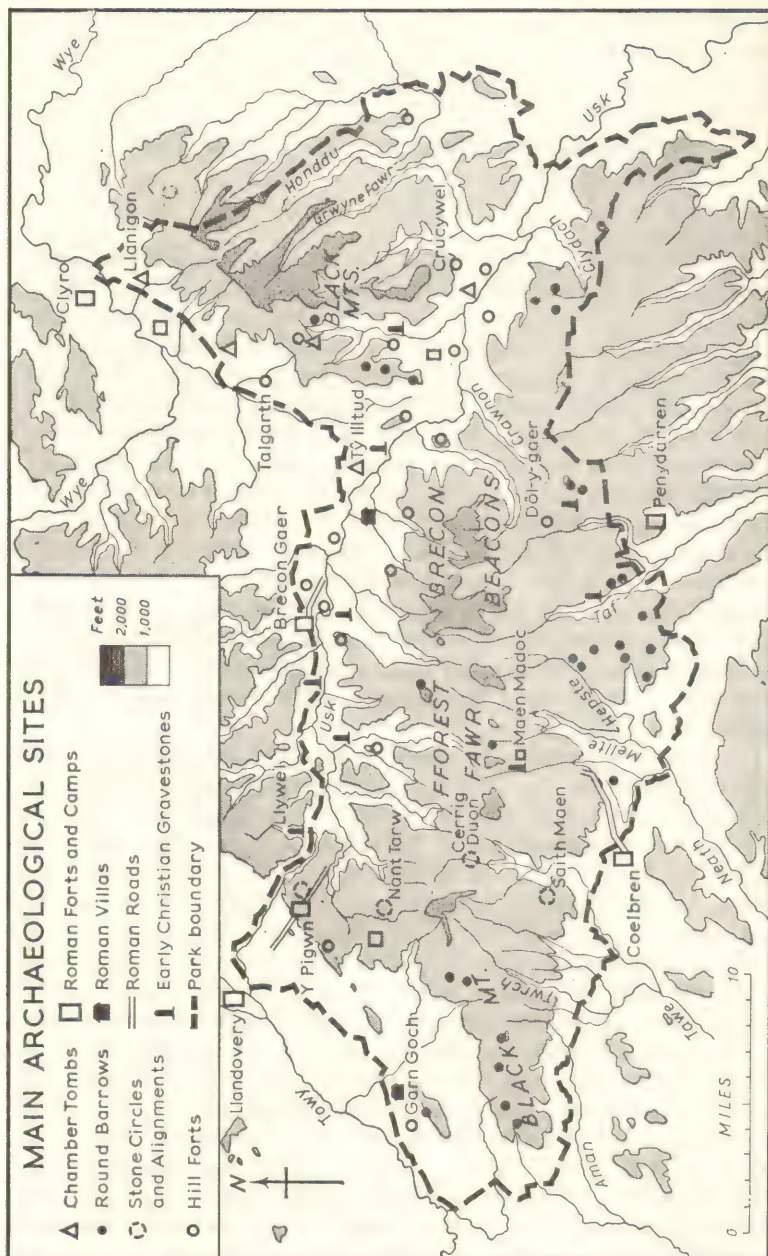 MAIN ARCHAEOLOGICAL SITES
Chamber Tombs
Round Barrows
Stone Circles
and Alignments
Hill Forts
Roman Forts and Camps
Roman Villas
Roman Roads
Early Christian Gravestones
Park boundary
Feet
2,000
1,000
N
Llandovery
Towy
Y Pigwn
Llywel
Usk
Brecon Gaer
Talgarth
Wye
Clyro
Llanigon
Wye
Honddu
Grwynefawr
BLACK
MTS.
Crucywel
Tŷ Illtud
Garn Goch
Nant Tarw
Cerrig
Duon
FFOREST
FAWR
BRECON
BEACONS
Crawnon
Usk
Clydach
Maen Madoc
Dôl-y-gaer
BLACK
MT.
Twrch
Saith Maen
Hepste
Mellte
Taf
Penydarren
Aman
Tawe
Coelbren
Neath
MILES
0
10